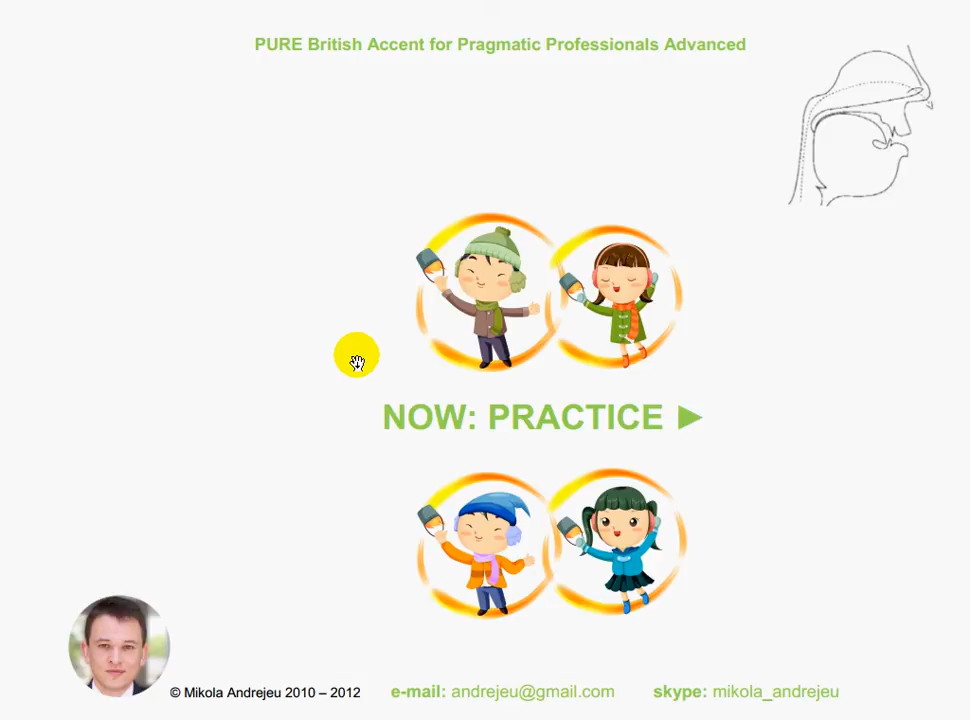 PURE British Accent for Pragmatic Professionals Advanced
NOW: PRACTICE ►
© Mikola Andrejeu 2010 – 2012 e-mail: andrejeu@gmail.com skype: mikola_andrejeu